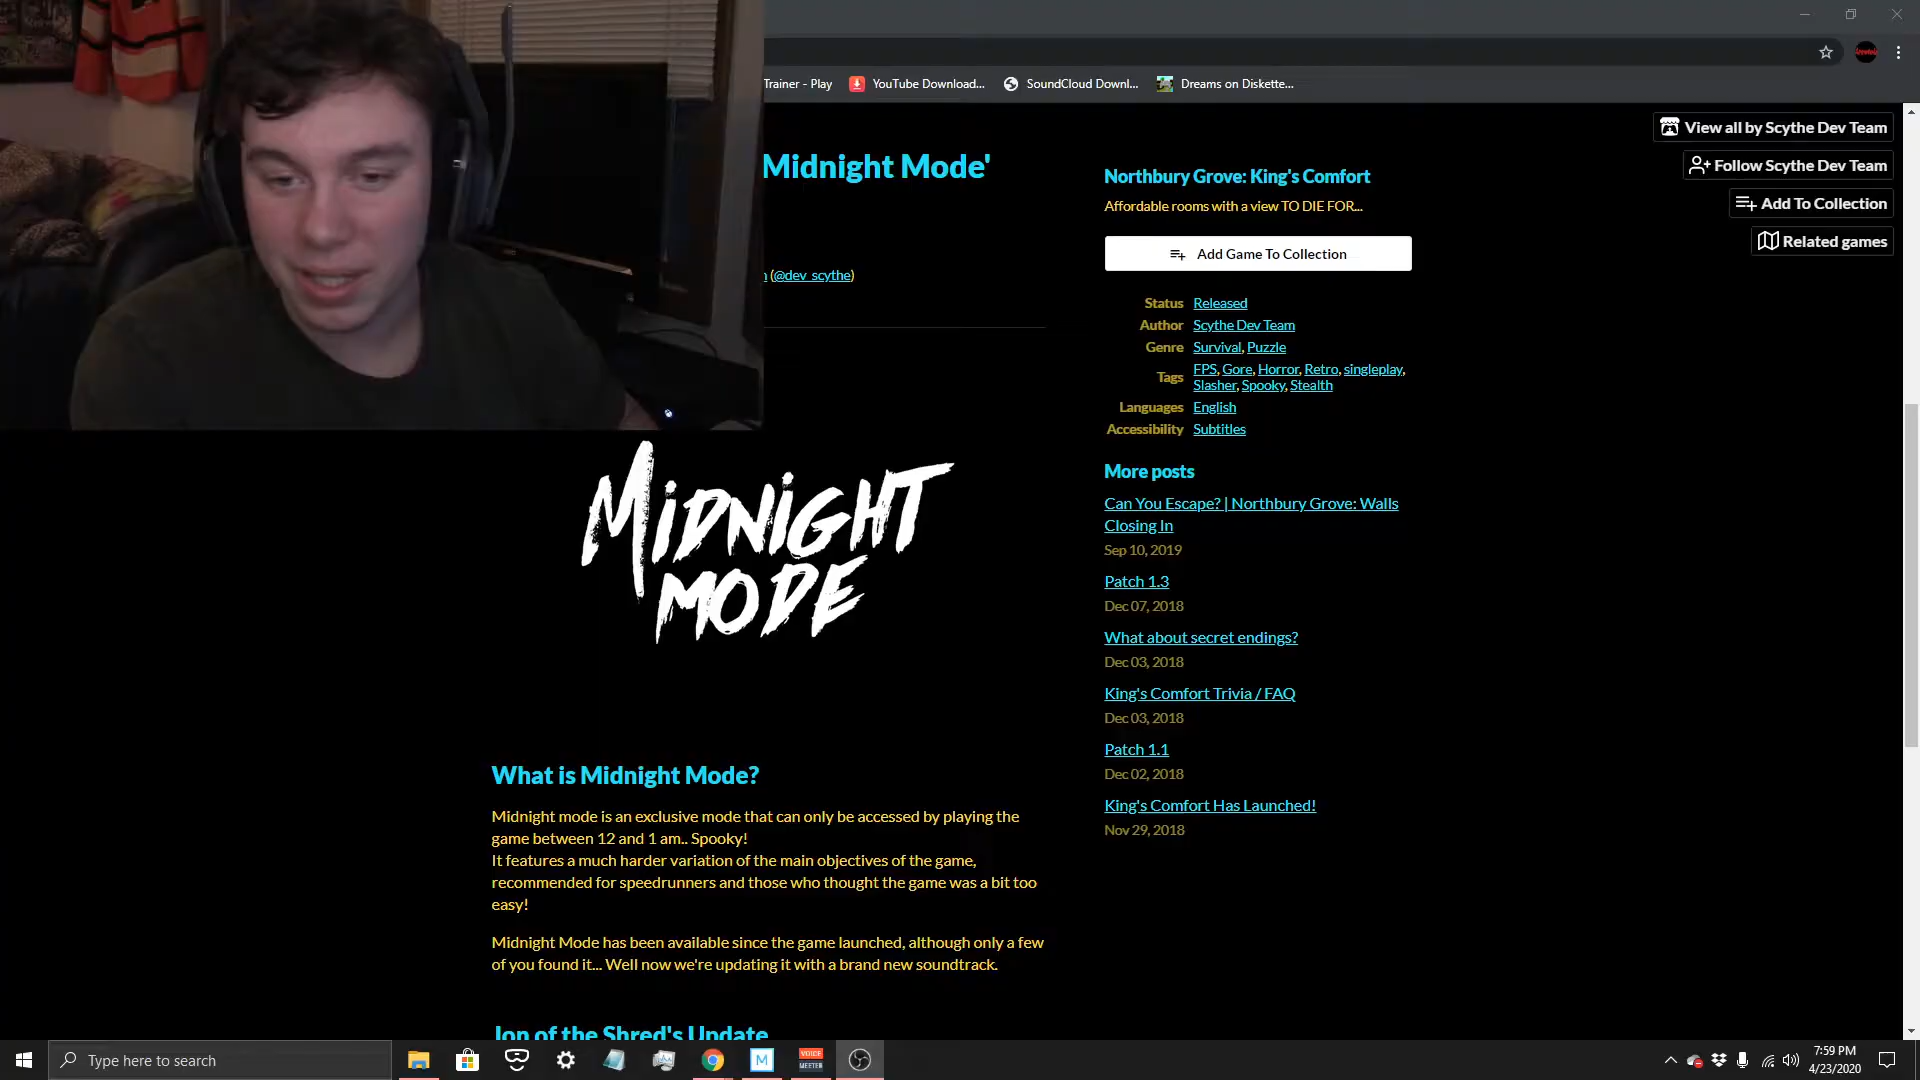 Trainer - Play
YouTube Download...
SoundCloud Downl...
Dreams on Diskette...
View all by Scythe Dev Team
Follow Scythe Dev Team
Add To Collection
Related games
Midnight Mode'
(@dev_scythe)
MIDNIGHT
MODE
What is Midnight Mode?
Midnight mode is an exclusive mode that can only be accessed by playing the
game between 12 and 1 am.. Spooky!
It features a much harder variation of the main objectives of the game,
recommended for speedrunners and those who thought the game was a bit too
easy!
Midnight Mode has been available since the game launched, although only a few
of you found it... Well now we're updating it with a brand new soundtrack.
Jon of the Shred's Update
Northbury Grove: King's Comfort
Affordable rooms with a view TO DIE FOR...
Add Game To Collection
Status Released
Author Scythe Dev Team
Genre Survival, Puzzle
Tags FPS, Gore, Horror, Retro, singleplay,
Slasher, Spooky, Stealth
Languages English
Accessibility Subtitles
More posts
Can You Escape? | Northbury Grove: Walls
Closing In
Sep 10, 2019
Patch 1.3
Dec 07, 2018
What about secret endings?
Dec 03, 2018
King's Comfort Trivia / FAQ
Dec 03, 2018
Patch 1.1
Dec 02, 2018
King's Comfort Has Launched!
Nov 29, 2018
Type here to search
M
VOICE
MEETER
7:59 PM
4/23/2020